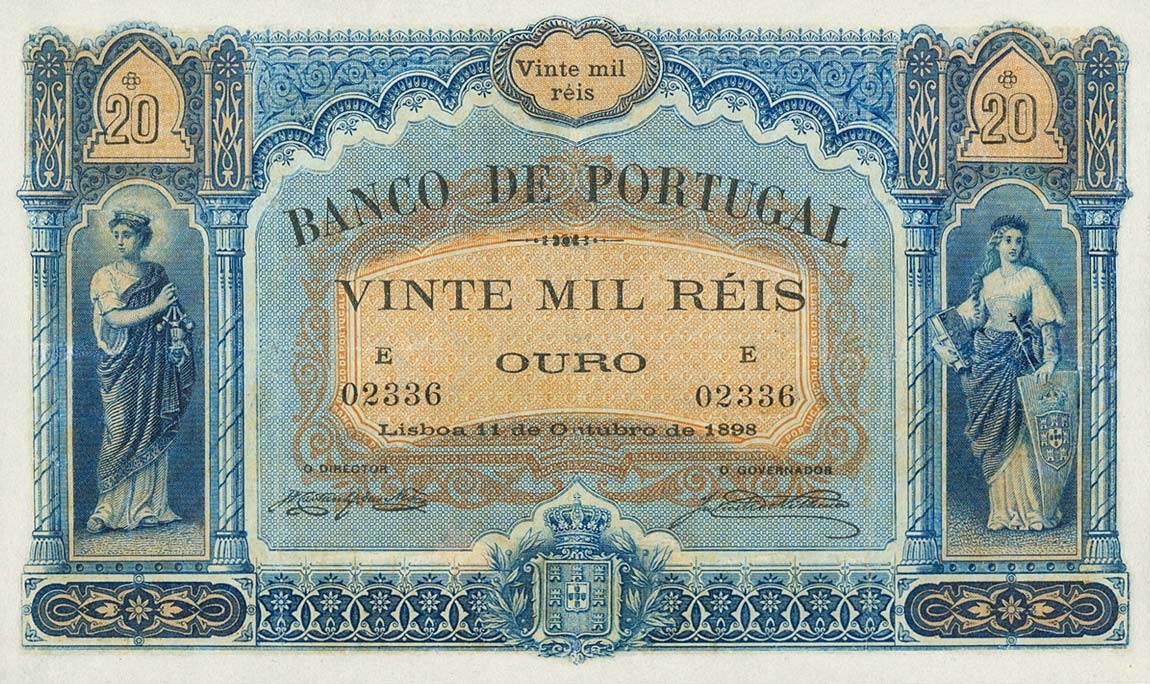 Vinte mil
réis
20
20
BANCO DE PORTUGAL
VINTE MIL RÉIS
E
E
OURO
02336
02336
Lisboa 11 de Outubro de 1898
O DIRECTOR
O GOVERNADOR